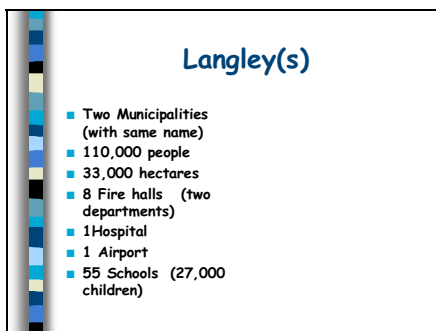 Langley(s)
Two Municipalities
(with same name)
110,000 people
33,000 hectares
8 Fire halls (two
departments)
1Hospital
1 Airport
55 Schools (27,000
children)